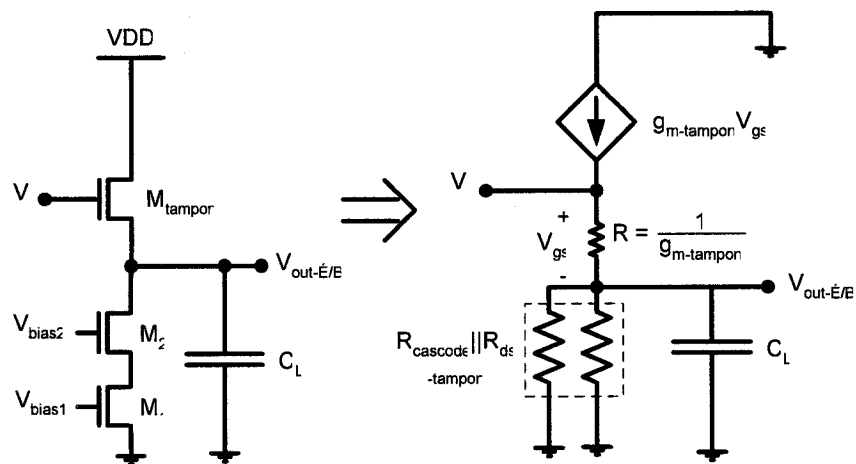 VDD
V
M_tampon
V_out-É/B
V_bias2
M_2
C_L
V_bias1
M_1
g_m-tampon V_gs
V
+
V_gs
-
R = 1 / g_m-tampon
V_out-É/B
R_cascode||R_ds
-tampon
C_L